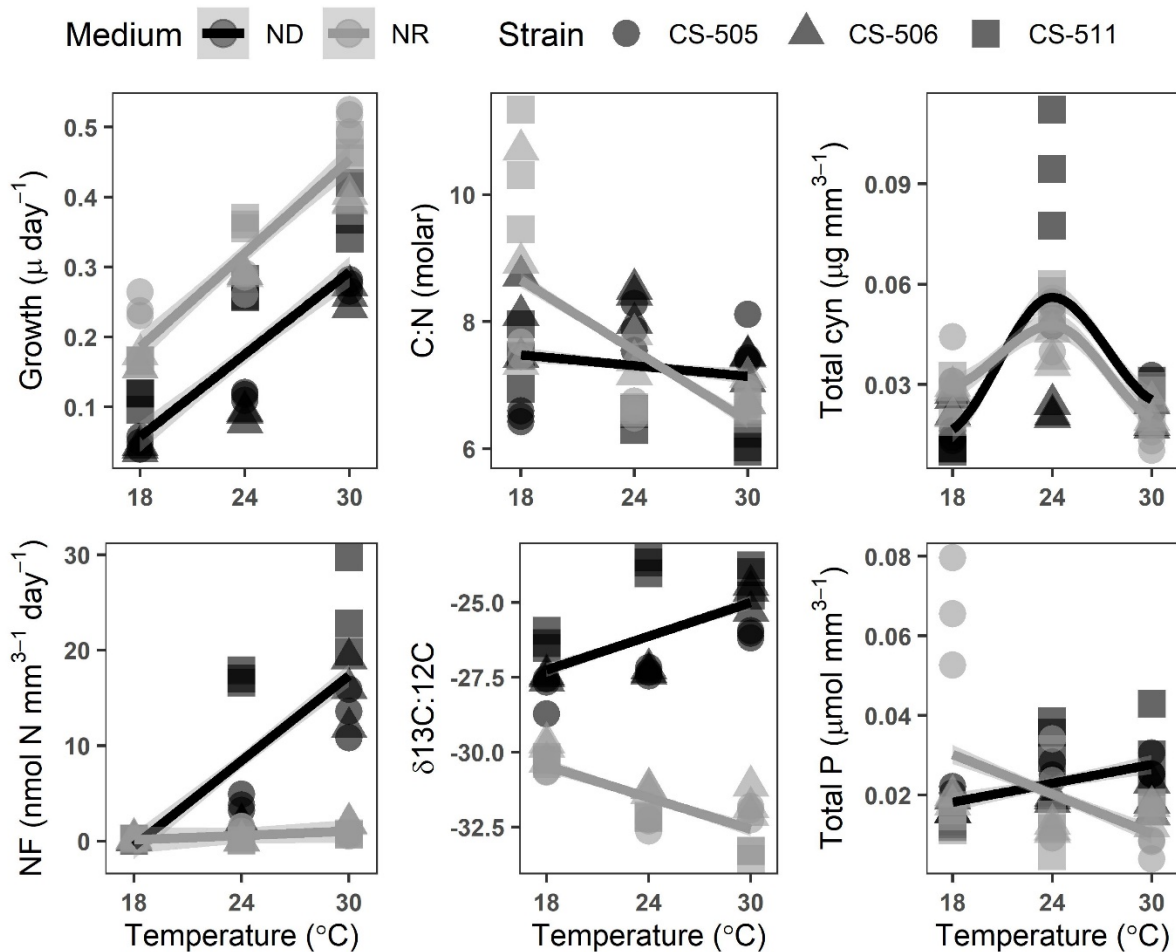 Medium ND NR Strain CS-505 CS-506 CS-511
Growth (μ day⁻¹)
0.5
0.4
0.3
0.2
0.1
18 24 30
C:N (molar)
10
8
6
18 24 30
Total cyn (μg mm³⁻¹)
0.09
0.06
0.03
18 24 30
NF (nmol N mm³⁻¹ day⁻¹)
30
20
10
0
18 24 30
Temperature (°C)
δ13C:12C
-25.0
-27.5
-30.0
-32.5
18 24 30
Temperature (°C)
Total P (μmol mm³⁻¹)
0.08
0.06
0.04
0.02
18 24 30
Temperature (°C)